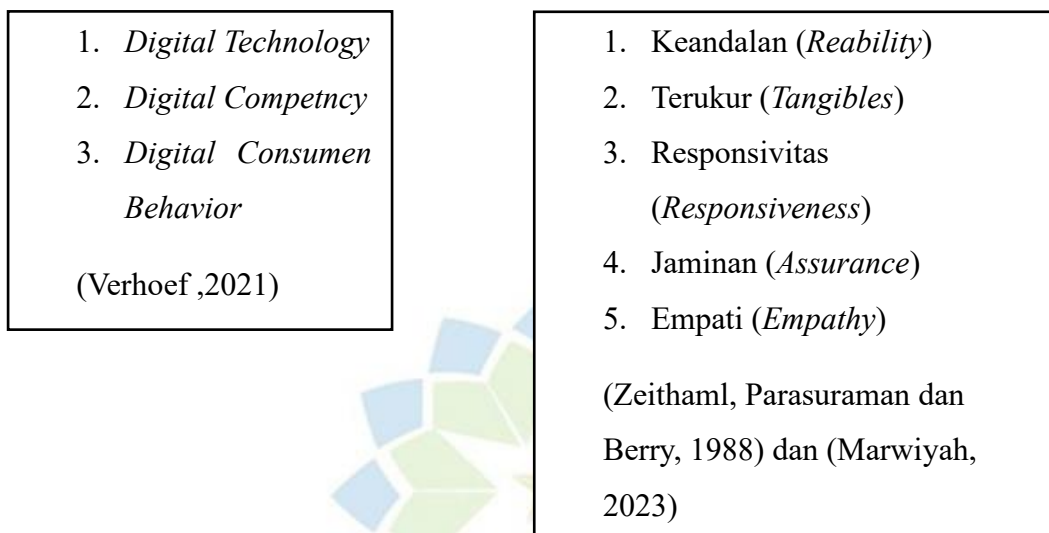 1. Digital Technology
2. Digital Competncy
3. Digital Consumen
Behavior
(Verhoef ,2021)
1. Keandalan (Reability)
2. Terukur (Tangibles)
3. Responsivitas
(Responsiveness)
4. Jaminan (Assurance)
5. Empati (Empathy)
(Zeithaml, Parasuraman dan
Berry, 1988) dan (Marwiyah,
2023)